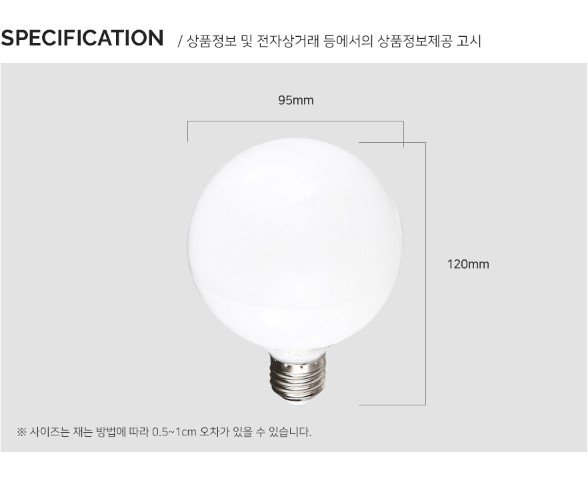 SPECIFICATION / 상품정보 및 전자상거래 등에서의 상품정보제공 고시
95mm
120mm
※ 사이즈는 재는 방법에 따라 0.5~1cm 오차가 있을 수 있습니다.